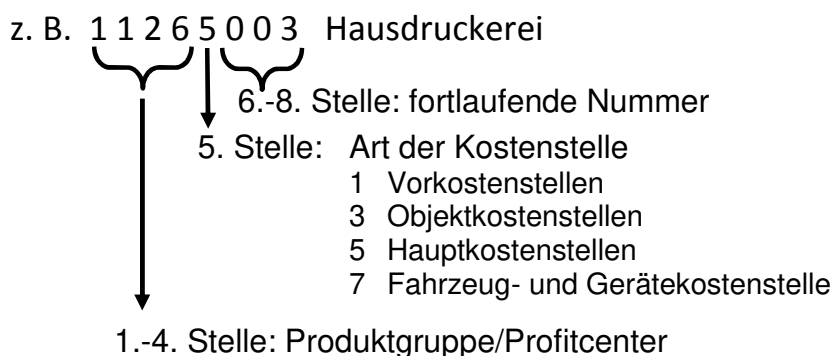 z. B. 1 1 2 6 5 0 0 3 Hausdruckerei
6.-8. Stelle: fortlaufende Nummer
5. Stelle: Art der Kostenstelle
1 Vorkostenstellen
3 Objektkostenstellen
5 Hauptkostenstellen
7 Fahrzeug- und Gerätekostenstelle
1.-4. Stelle: Produktgruppe/Profitcenter